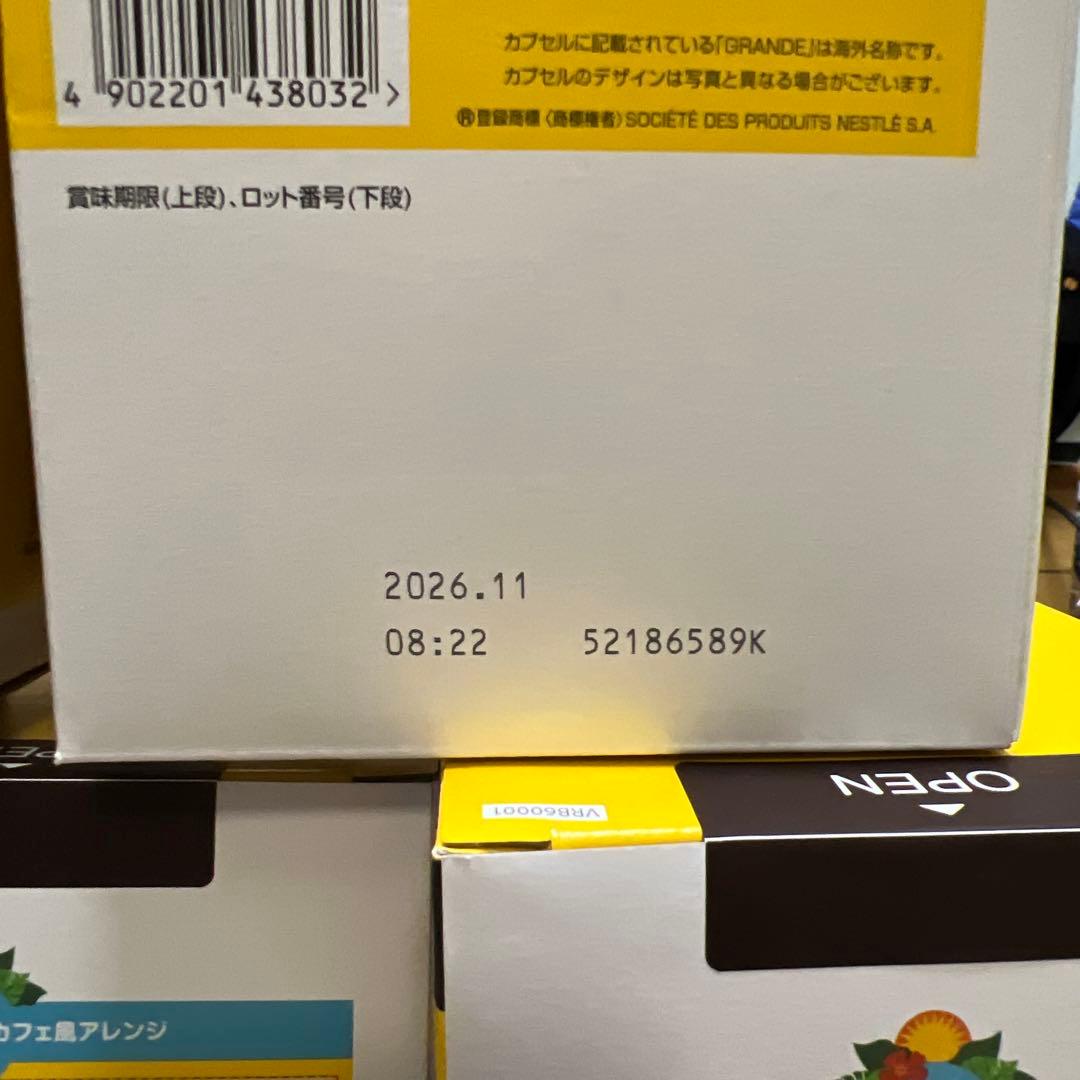 カプセルに記載されている「GRANDE」は海外名称です。
カプセルのデザインは写真と異なる場合がございます。
4 902201 438032 >
®登録商標〈商標権者〉SOCIÉTÉ DES PRODUITS NESTLÉ S.A.
賞味期限(上段)、ロット番号(下段)
2026.11
08:22 52186589K
OPEN
VRB60001
カフェ風アレンジ